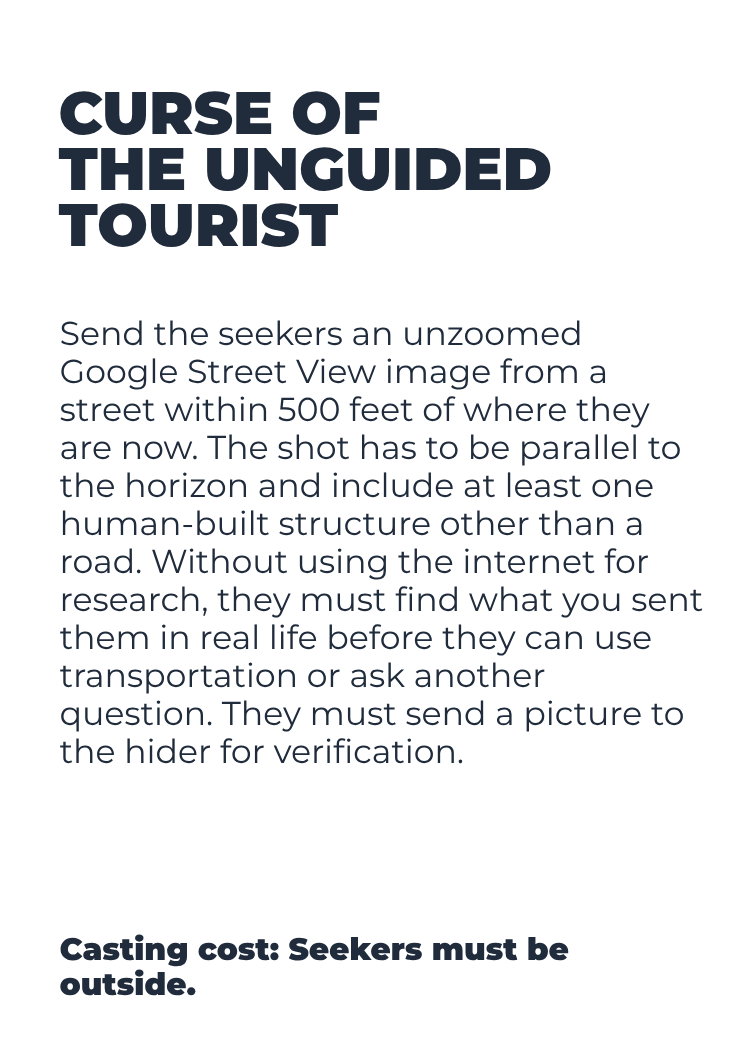 CURSE OF
THE UNGUIDED
TOURIST
Send the seekers an unzoomed
Google Street View image from a
street within 500 feet of where they
are now. The shot has to be parallel to
the horizon and include at least one
human-built structure other than a
road. Without using the internet for
research, they must find what you sent
them in real life before they can use
transportation or ask another
question. They must send a picture to
the hider for verification.
Casting cost: Seekers must be
outside.